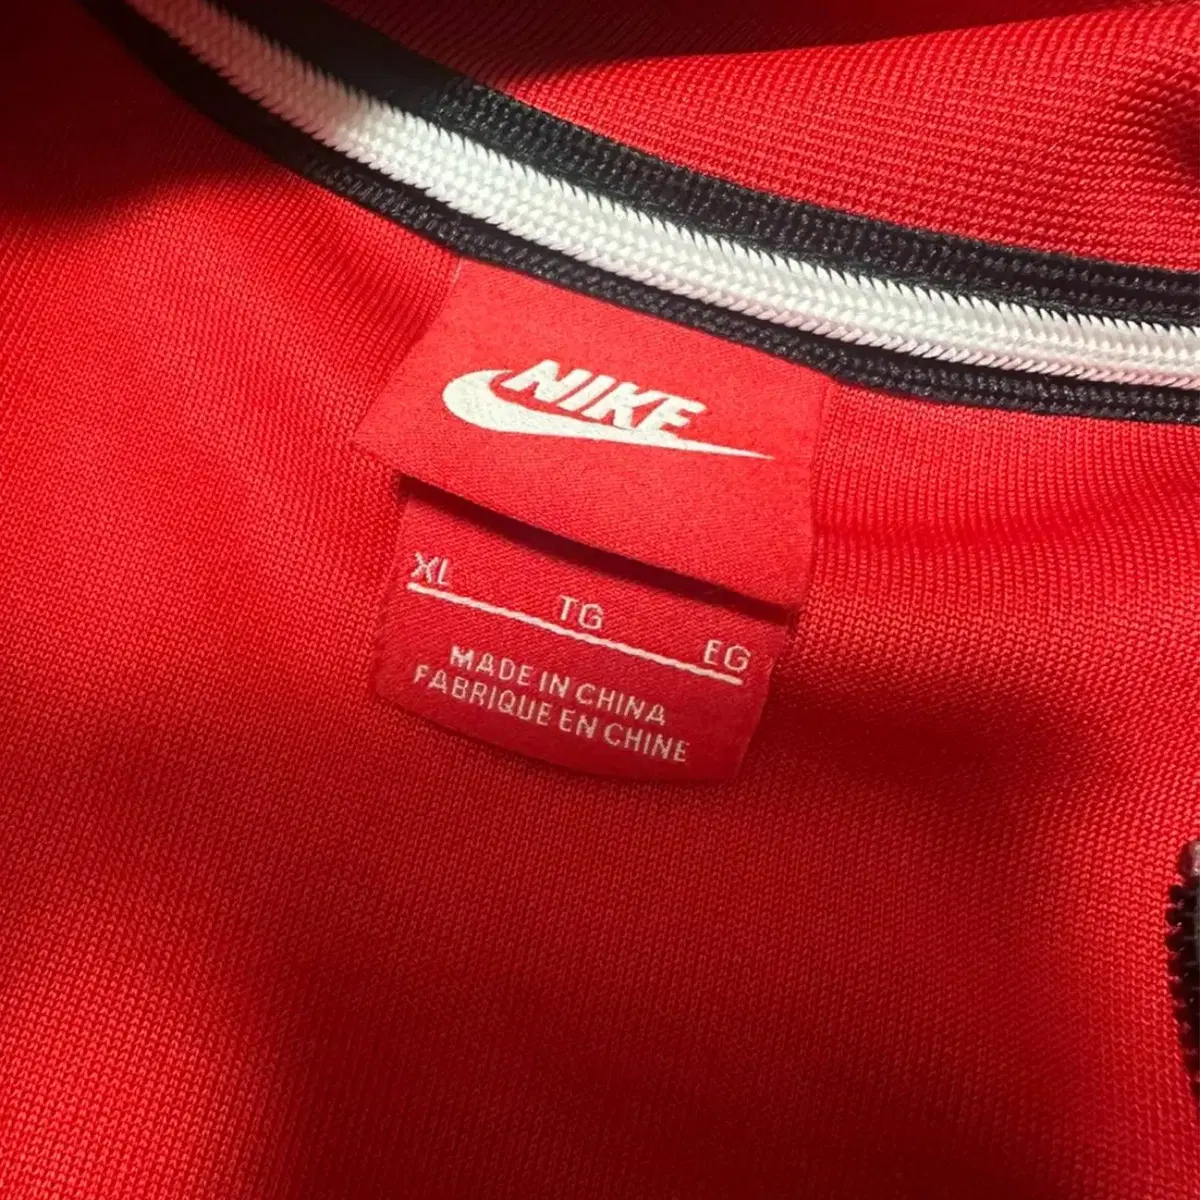 NIKE
XL TG EG
MADE IN CHINA
FABRIQUE EN CHINE